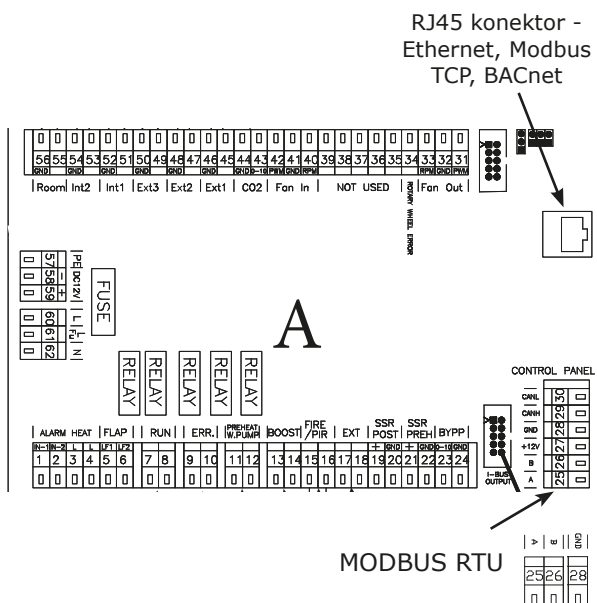 RJ45 konektor -
Ethernet, Modbus
TCP, BACnet
56 55 54 53 52 51 50 49 48 47 46 45 44 43 42 41 40 39 38 37 36 35 34 33 32 31
GND GND GND GND GND GND GND 0-10 PWM GND RPM RPM GND PWM
Room Int2 Int1 Ext3 Ext2 Ext1 CO2 Fan In NOT USED Fan Out
ROTARY WHEEL ERROR
57 58 59
- +
PE DC12V
FUSE
60 61 62
Fu
L L N
A
RELAY RELAY RELAY RELAY RELAY
CONTROL PANEL
CANL 30
CANH 29
GND 28
+12V 27
B 26
A 25
ALARM HEAT FLAP RUN ERR. PREHEAT W.PUMP BOOST FIRE /PIR EXT SSR POST SSR PREH BYPP
IN-1 IN-2 L L LF1 LF2 + GND + GND 0-10 GND
1 2 3 4 5 6 7 8 9 10 11 12 13 14 15 16 17 18 19 20 21 22 23 24
I-BUS
OUTPUT
MODBUS RTU
A B GND
25 26 28